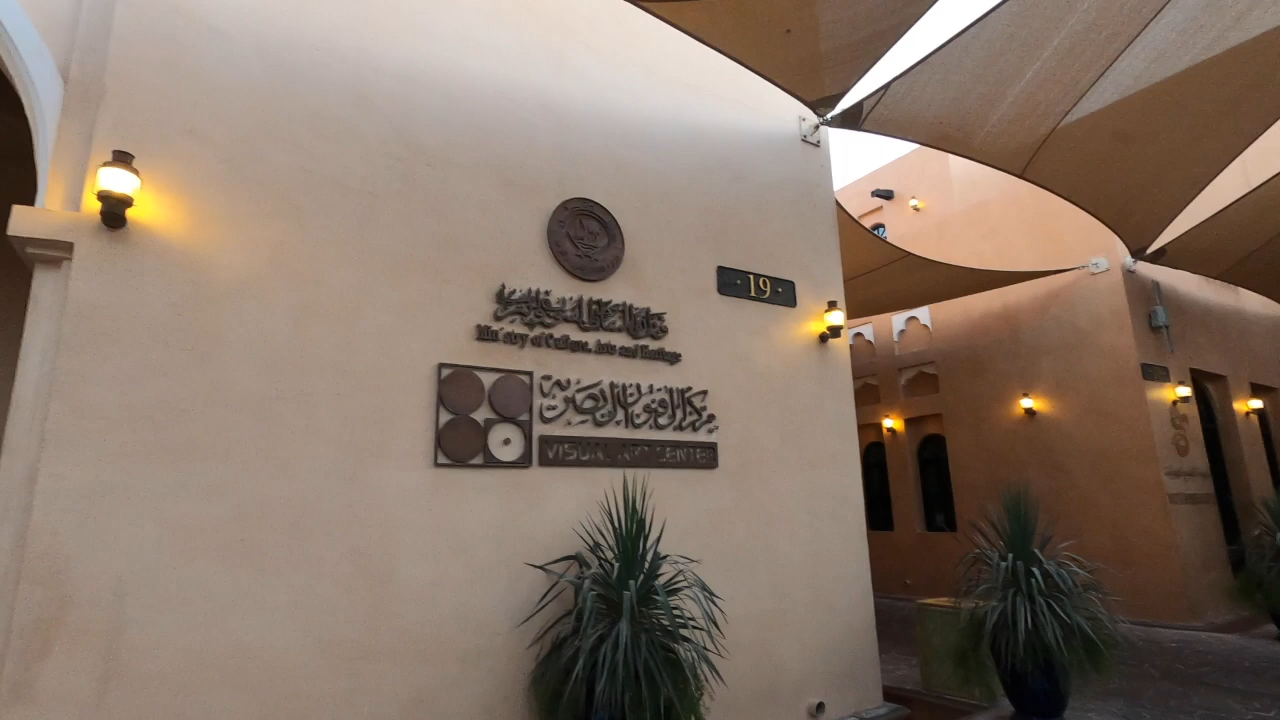 وزارة الثقافة والفنون والتراث
Ministry of Culture, Arts and Heritage
· 19 ·
مركز الفنون البصرية
VISUAL ART CENTER